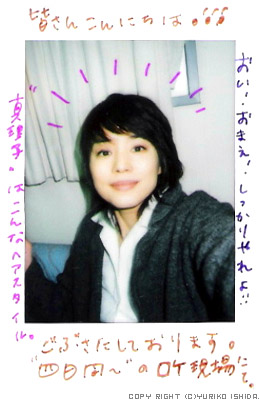 皆さんこんにちは。!!!
おい!おまえ!しっかりやれよ!!
"真理子"はこんなヘアスタイル。
ごぶさたしております。
"四日間〜"のロケ現場にて。
COPY RIGHT (C)YURIKO ISHIDA.